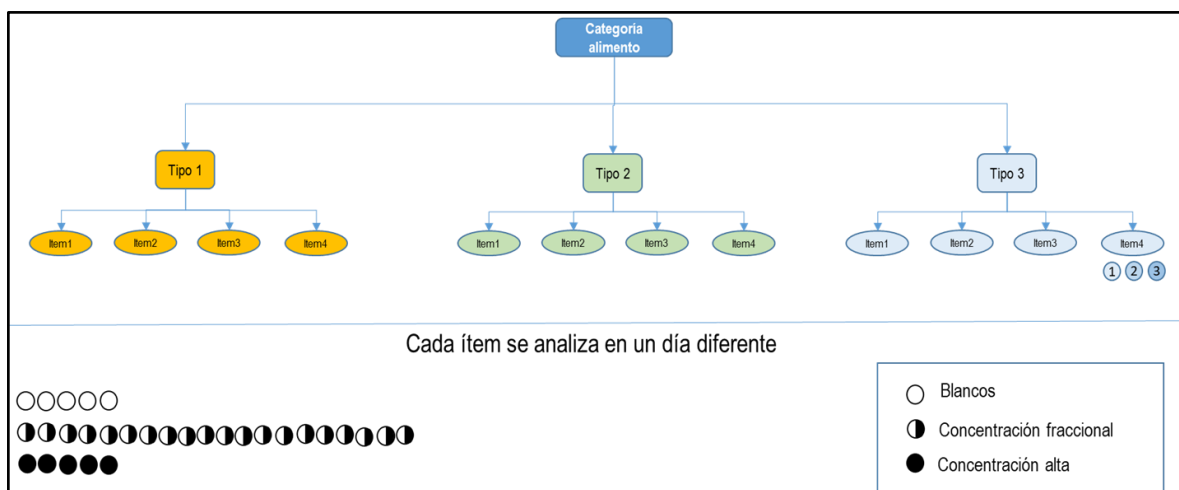 Categoria
alimento
Tipo 1
Tipo 2
Tipo 3
Item1
Item2
Item3
Item4
Item1
Item2
Item3
Item4
Item1
Item2
Item3
Item4
1 2 3
Cada ítem se analiza en un día diferente
Blancos
Concentración fraccional
Concentración alta